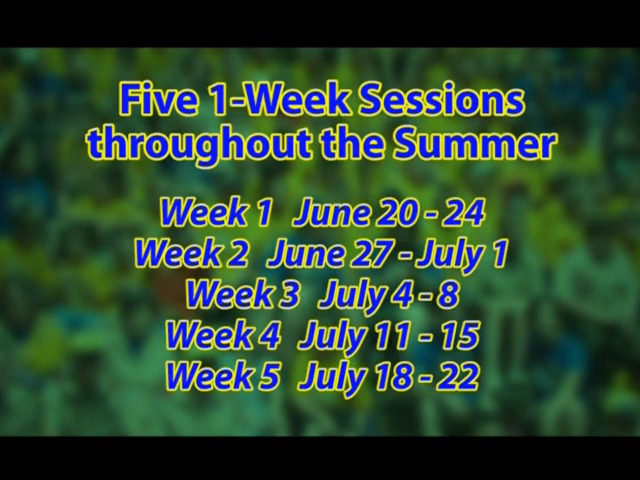 Five 1-Week Sessions
throughout the Summer
Week 1 June 20 - 24
Week 2 June 27 - July 1
Week 3 July 4 - 8
Week 4 July 11 - 15
Week 5 July 18 - 22